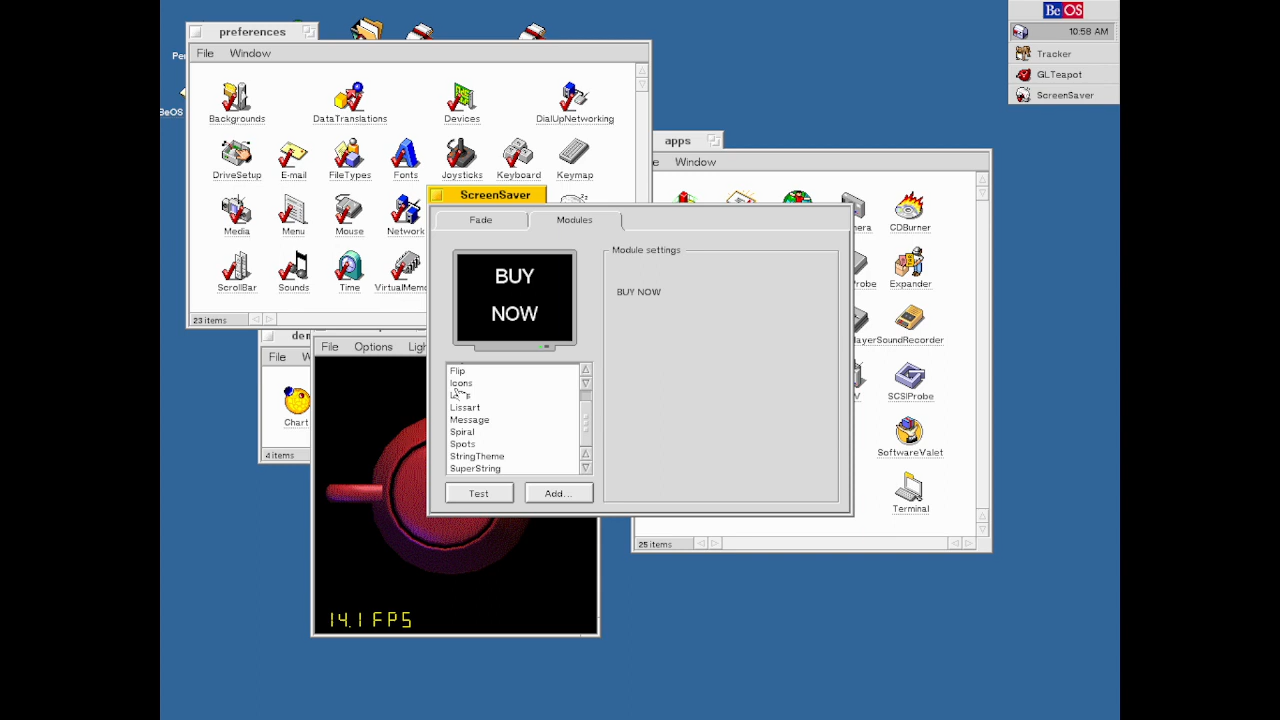 Be OS
10:58 AM
Tracker
GLTeapot
ScreenSaver
preferences
File Window
Backgrounds DataTranslations Devices DialUpNetworking
DriveSetup E-mail FileTypes Fonts Joysticks Keyboard Keymap
Media Menu Mouse Network
ScrollBar Sounds Time VirtualMemo
23 items
BeOS
apps
Window
CDBurner
Expander
SoundRecorder
SCSIProbe
SoftwareValet
Terminal
25 items
ScreenSaver
Fade Modules
BUY
NOW
Module settings
BUY NOW
Flip
Icons
Lissart
Message
Spiral
Spots
StringTheme
SuperString
Test Add...
File
Chart
4 items
File Options
14.1 FPS